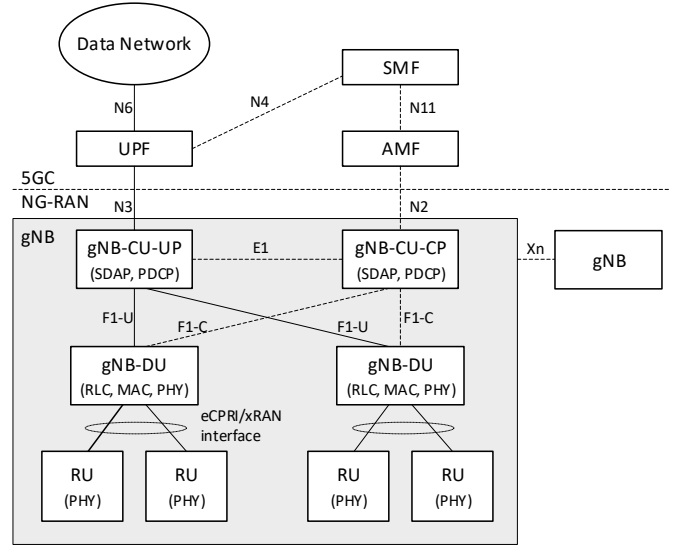 Data Network
SMF
N6
N4
N11
UPF
AMF
5GC
NG-RAN
N3
N2
gNB
gNB-CU-UP
(SDAP, PDCP)
E1
gNB-CU-CP
(SDAP, PDCP)
Xn
gNB
F1-U
F1-C
F1-U
F1-C
gNB-DU
(RLC, MAC, PHY)
gNB-DU
(RLC, MAC, PHY)
eCPRI/xRAN
interface
RU
(PHY)
RU
(PHY)
RU
(PHY)
RU
(PHY)